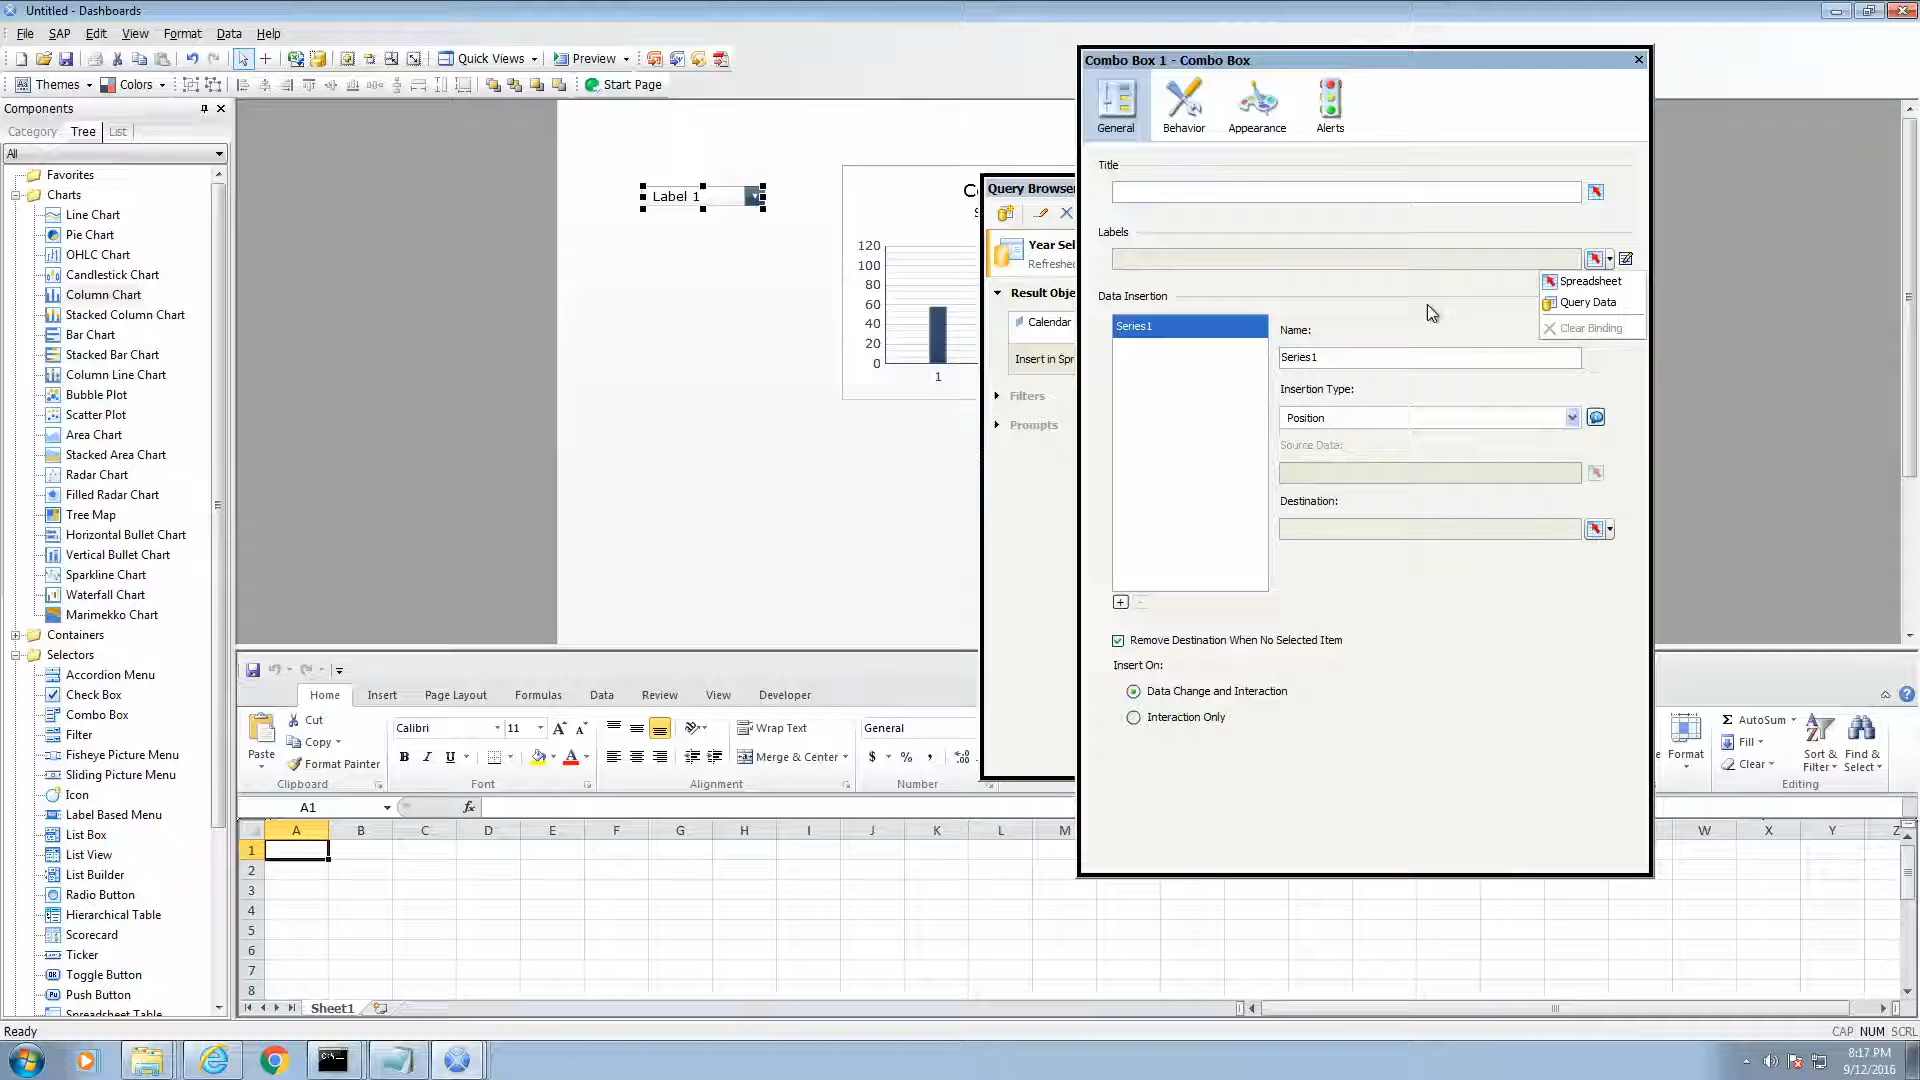 Untitled - Dashboards
File SAP Edit View Format Data Help
Quick Views Preview
Themes Colors Start Page
Components
Category Tree List
All
Favorites
Charts
Line Chart
Pie Chart
OHLC Chart
Candlestick Chart
Column Chart
Stacked Column Chart
Bar Chart
Stacked Bar Chart
Column Line Chart
Bubble Plot
Scatter Plot
Area Chart
Stacked Area Chart
Radar Chart
Filled Radar Chart
Tree Map
Horizontal Bullet Chart
Vertical Bullet Chart
Sparkline Chart
Waterfall Chart
Marimekko Chart
Containers
Selectors
Accordion Menu
Check Box
Combo Box
Filter
Fisheye Picture Menu
Sliding Picture Menu
Icon
Label Based Menu
List Box
List View
List Builder
Radio Button
Hierarchical Table
Scorecard
Ticker
Toggle Button
Push Button
Spreadsheet Table
Label 1
120
100
80
60
40
20
0
1
Query Browser
Year Sel
Refreshed
Result Obje
Calendar
Insert in Spr
Filters
Prompts
Combo Box 1 - Combo Box
General Behavior Appearance Alerts
Title
Labels
Spreadsheet
Query Data
Clear Binding
Data Insertion
Series1
Name:
Series1
Insertion Type:
Position
Source Data:
Destination:
Remove Destination When No Selected Item
Insert On:
Data Change and Interaction
Interaction Only
Home Insert Page Layout Formulas Data Review View Developer
Paste
Cut
Copy
Format Painter
Clipboard
Calibri 11
B I U
Font
Wrap Text
Merge & Center
Alignment
General
$ % ,
Number
Format
AutoSum
Fill
Clear
Sort & Filter
Find & Select
Editing
A1 fx
A B C D E F G H I J K L M W X Y Z
1
2
3
4
5
6
7
8
Sheet1
Ready
CAP NUM SCRL
8:17 PM
9/12/2016